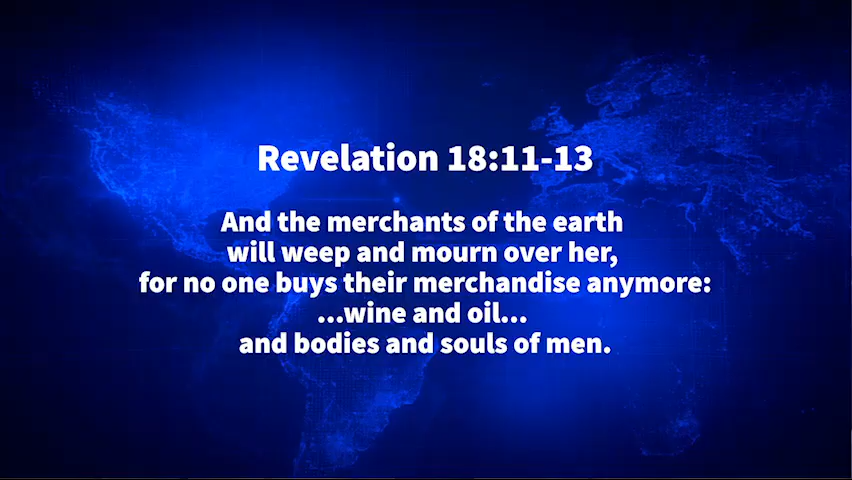 Revelation 18:11-13
And the merchants of the earth
will weep and mourn over her,
for no one buys their merchandise anymore:
...wine and oil...
and bodies and souls of men.